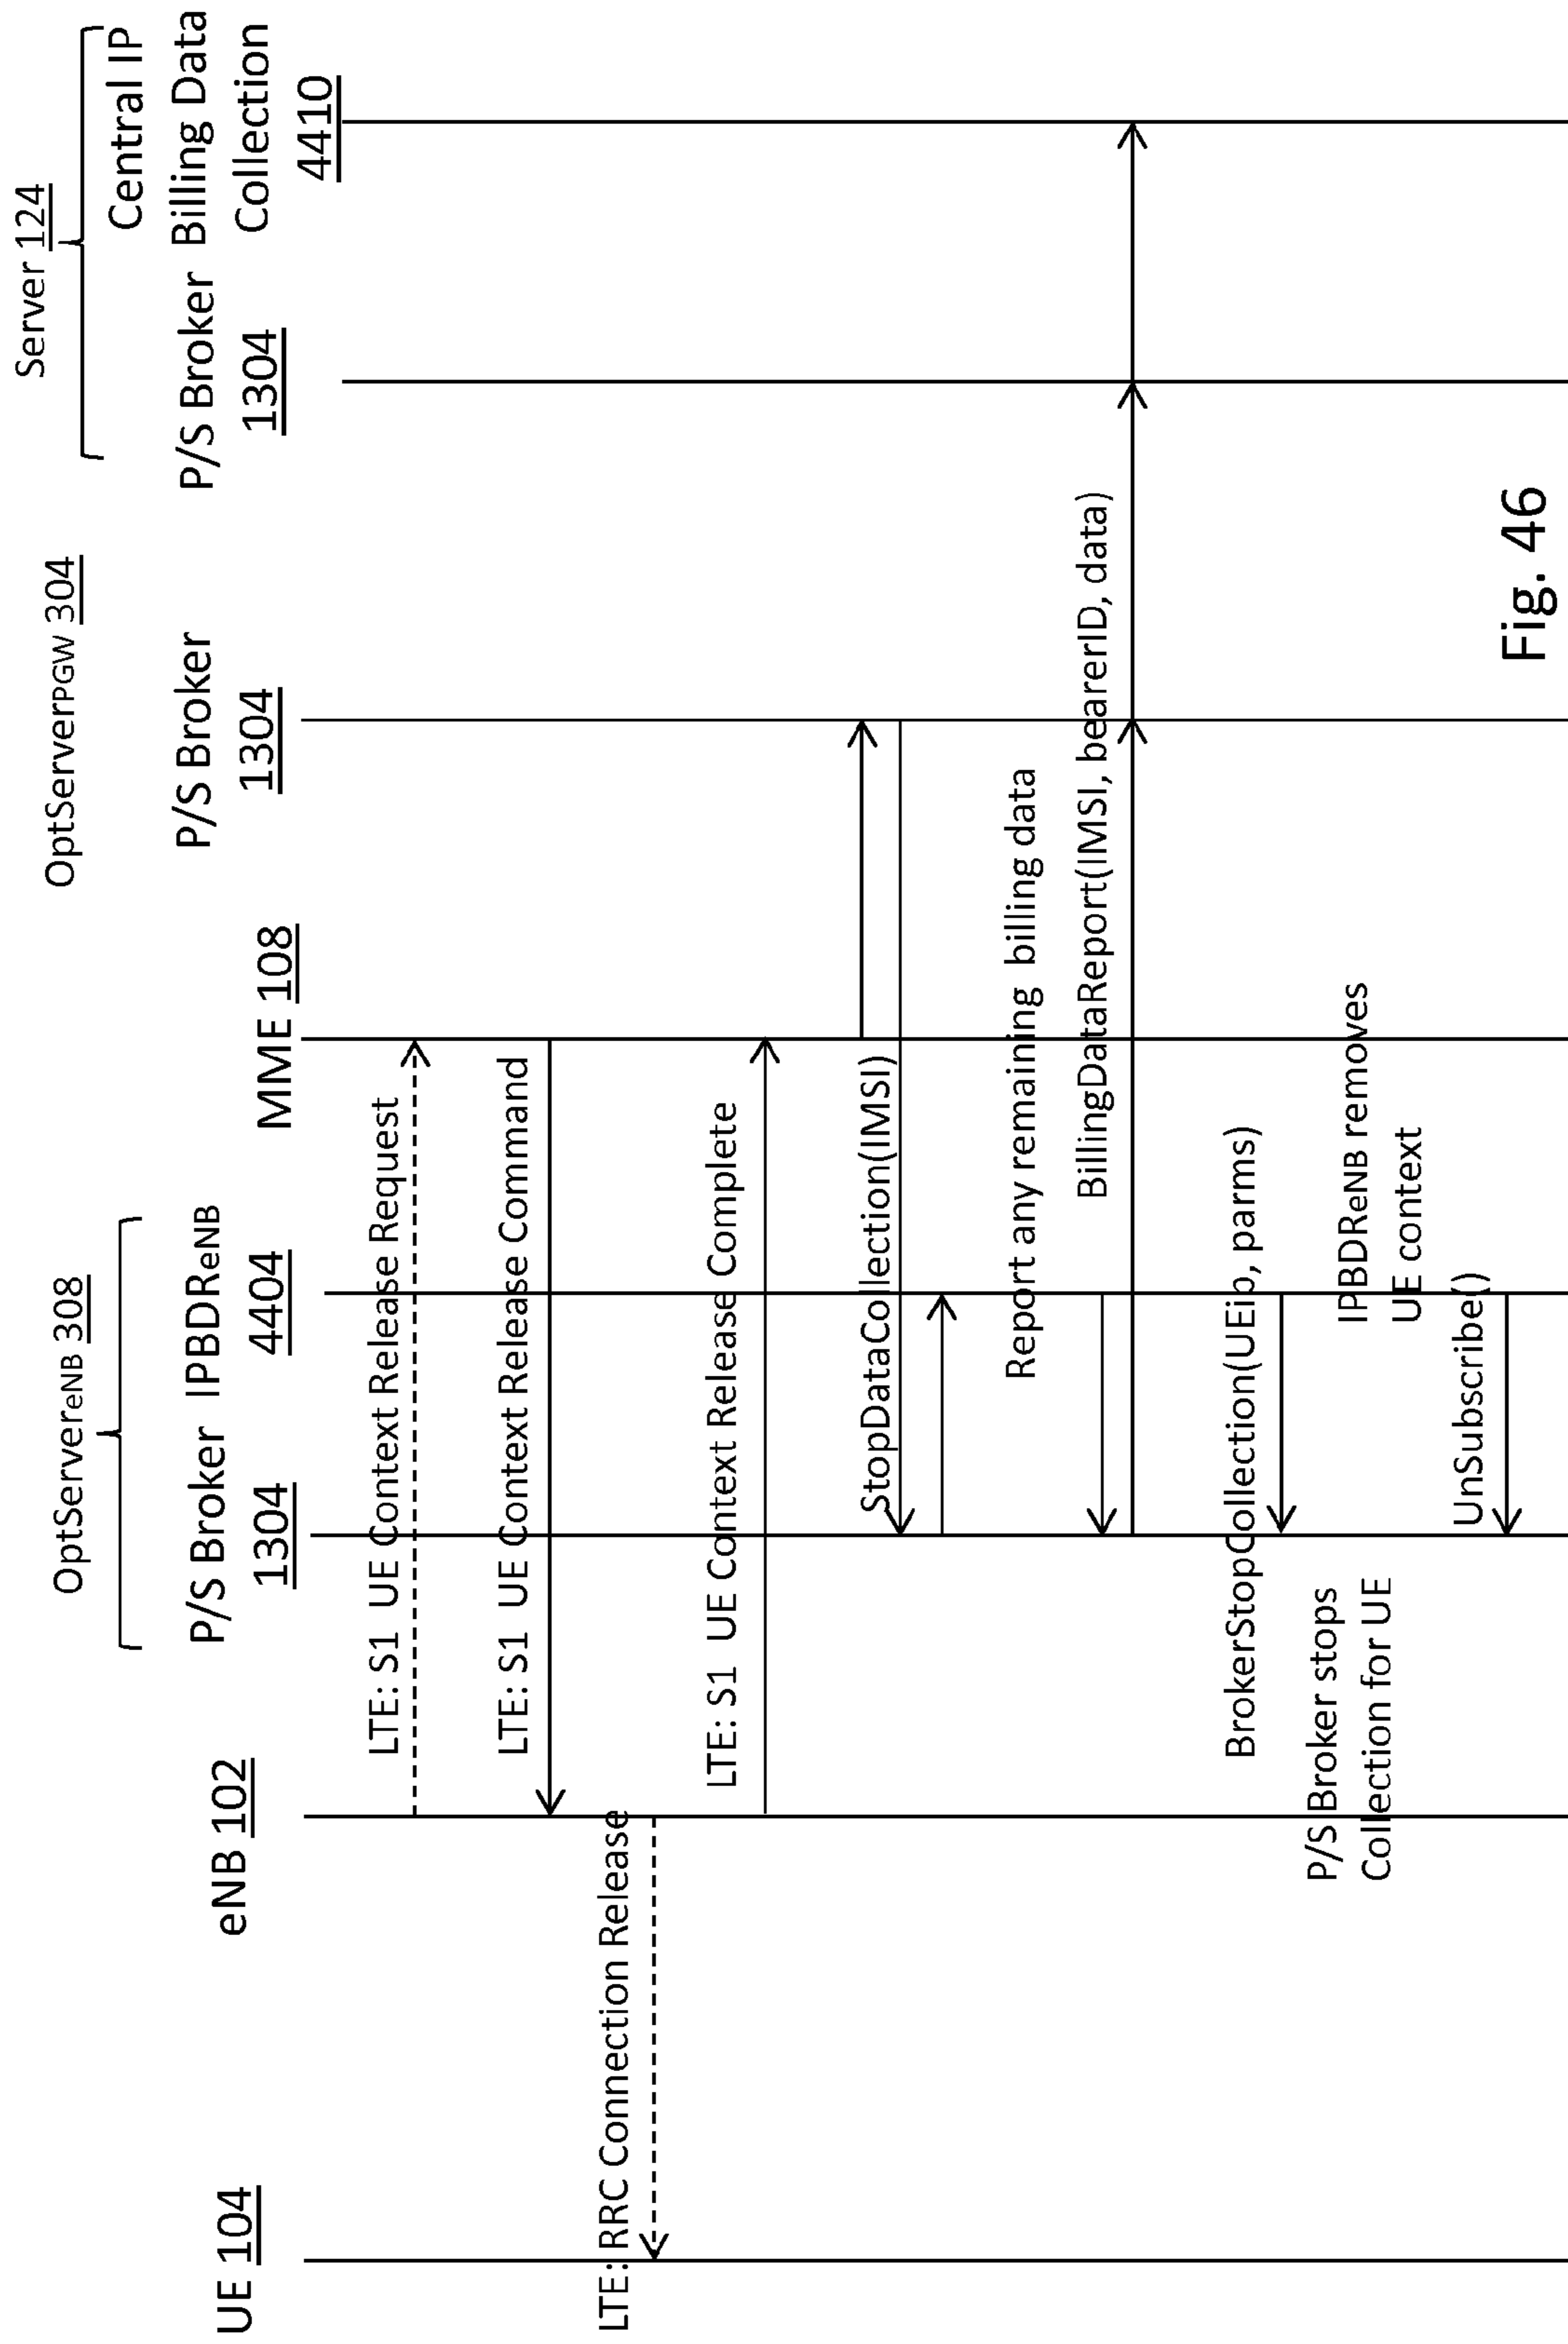 UE 104
eNB 102
OptServereNB 308
P/S Broker
1304
IPBDReNB
4404
MME 108
OptServerPGW 304
P/S Broker
1304
Server 124
P/S Broker
1304
Central IP
Billing Data
Collection
4410
LTE: S1 UE Context Release Request
LTE: S1 UE Context Release Command
LTE: RRC Connection Release
LTE: S1 UE Context Release Complete
StopDataCollection(IMSI)
Report any remaining billing data
BillingDataReport(IMSI, bearerID, data)
BrokerStopCollection(UEip, parms)
P/S Broker stops
Collection for UE
IPBDReNB removes
UE context
UnSubscribe()
Fig. 46